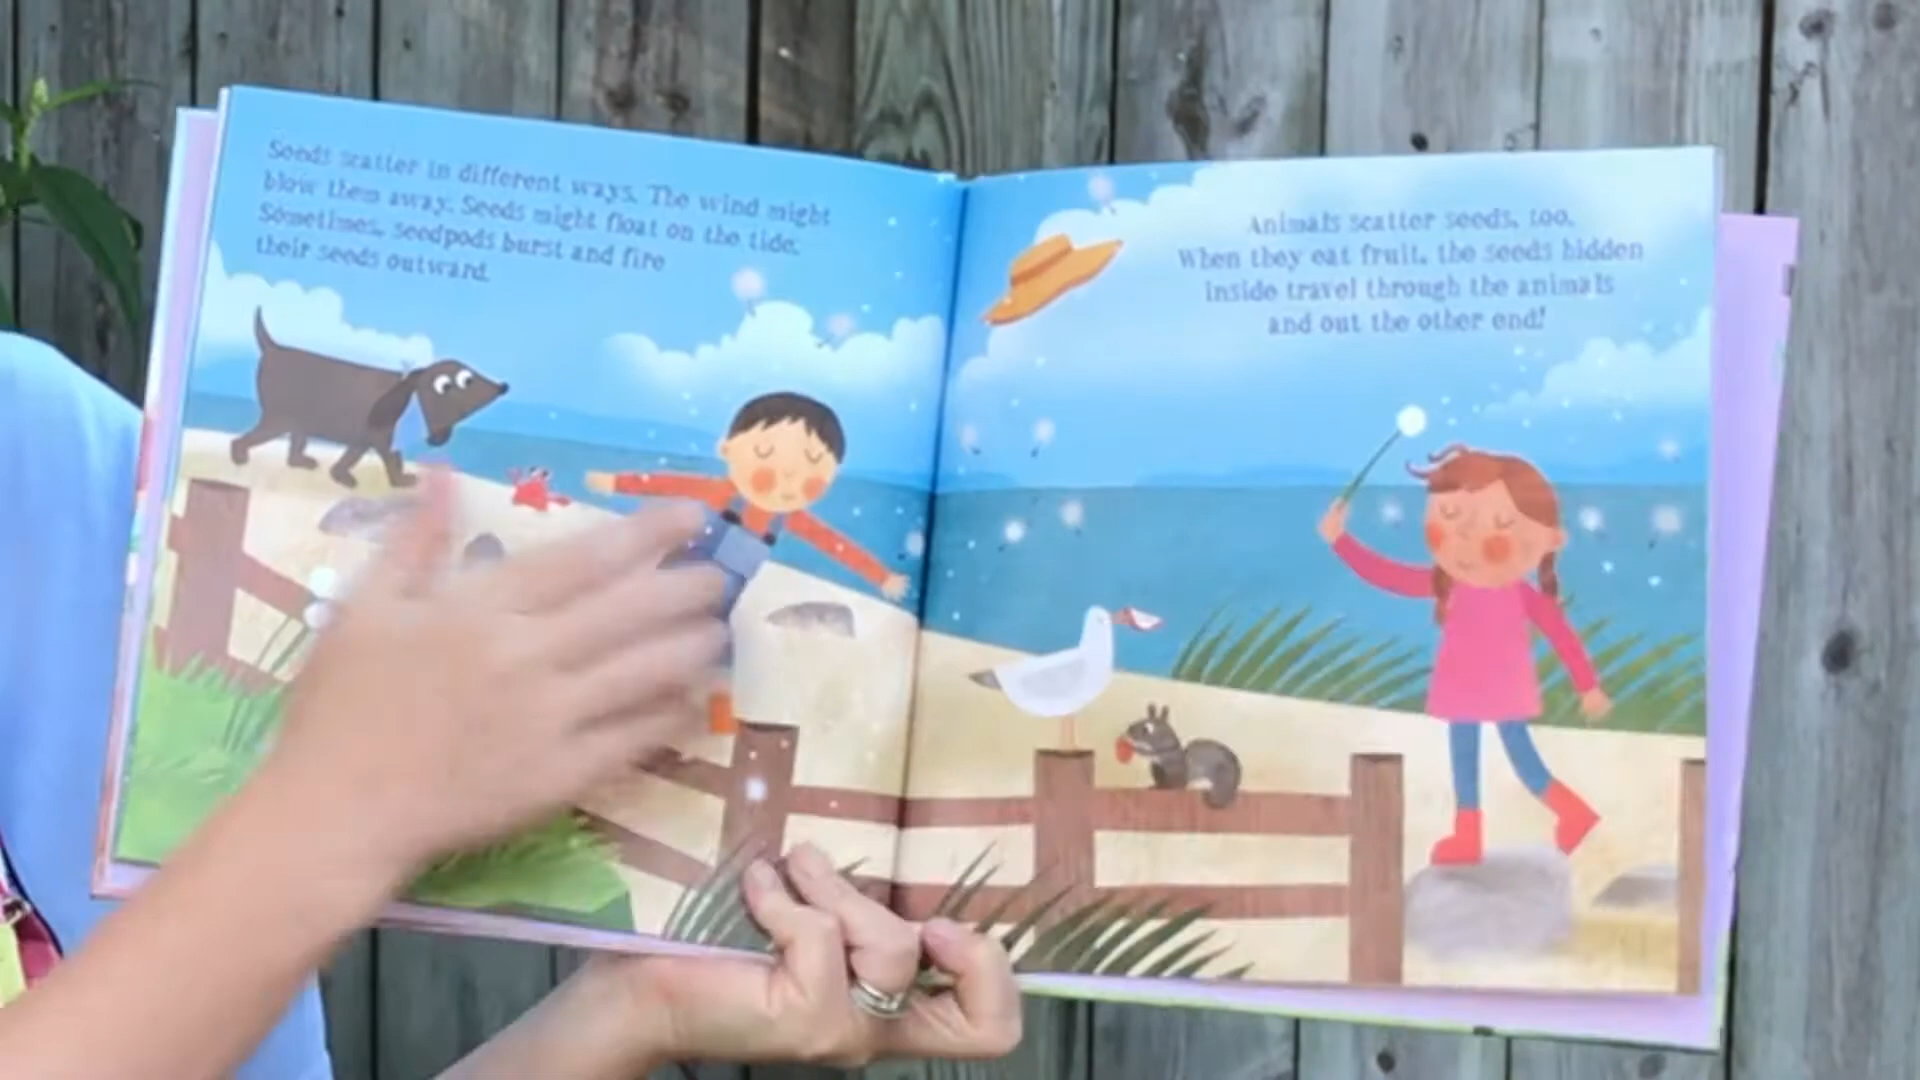 Seeds scatter in different ways. The wind might
blow them away. Seeds might float on the tide.
Sometimes, seedpods burst and fire
their seeds outward.
Animals scatter seeds, too.
When they eat fruit, the seeds hidden
inside travel through the animals
and out the other end!